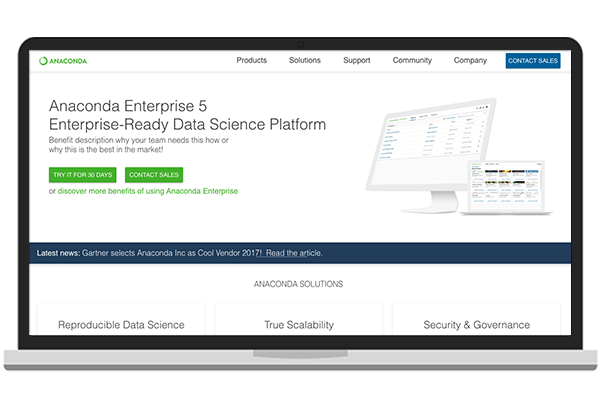 ANACONDA
Products Solutions Support Community Company CONTACT SALES
Anaconda Enterprise 5
Enterprise-Ready Data Science Platform
Benefit description why your team needs this how or
why this is the best in the market!
TRY IT FOR 30 DAYS CONTACT SALES
or discover more benefits of using Anaconda Enterprise
Latest news: Gartner selects Anaconda Inc as Cool Vendor 2017! Read the article.
ANACONDA SOLUTIONS
Reproducible Data Science True Scalability Security & Governance